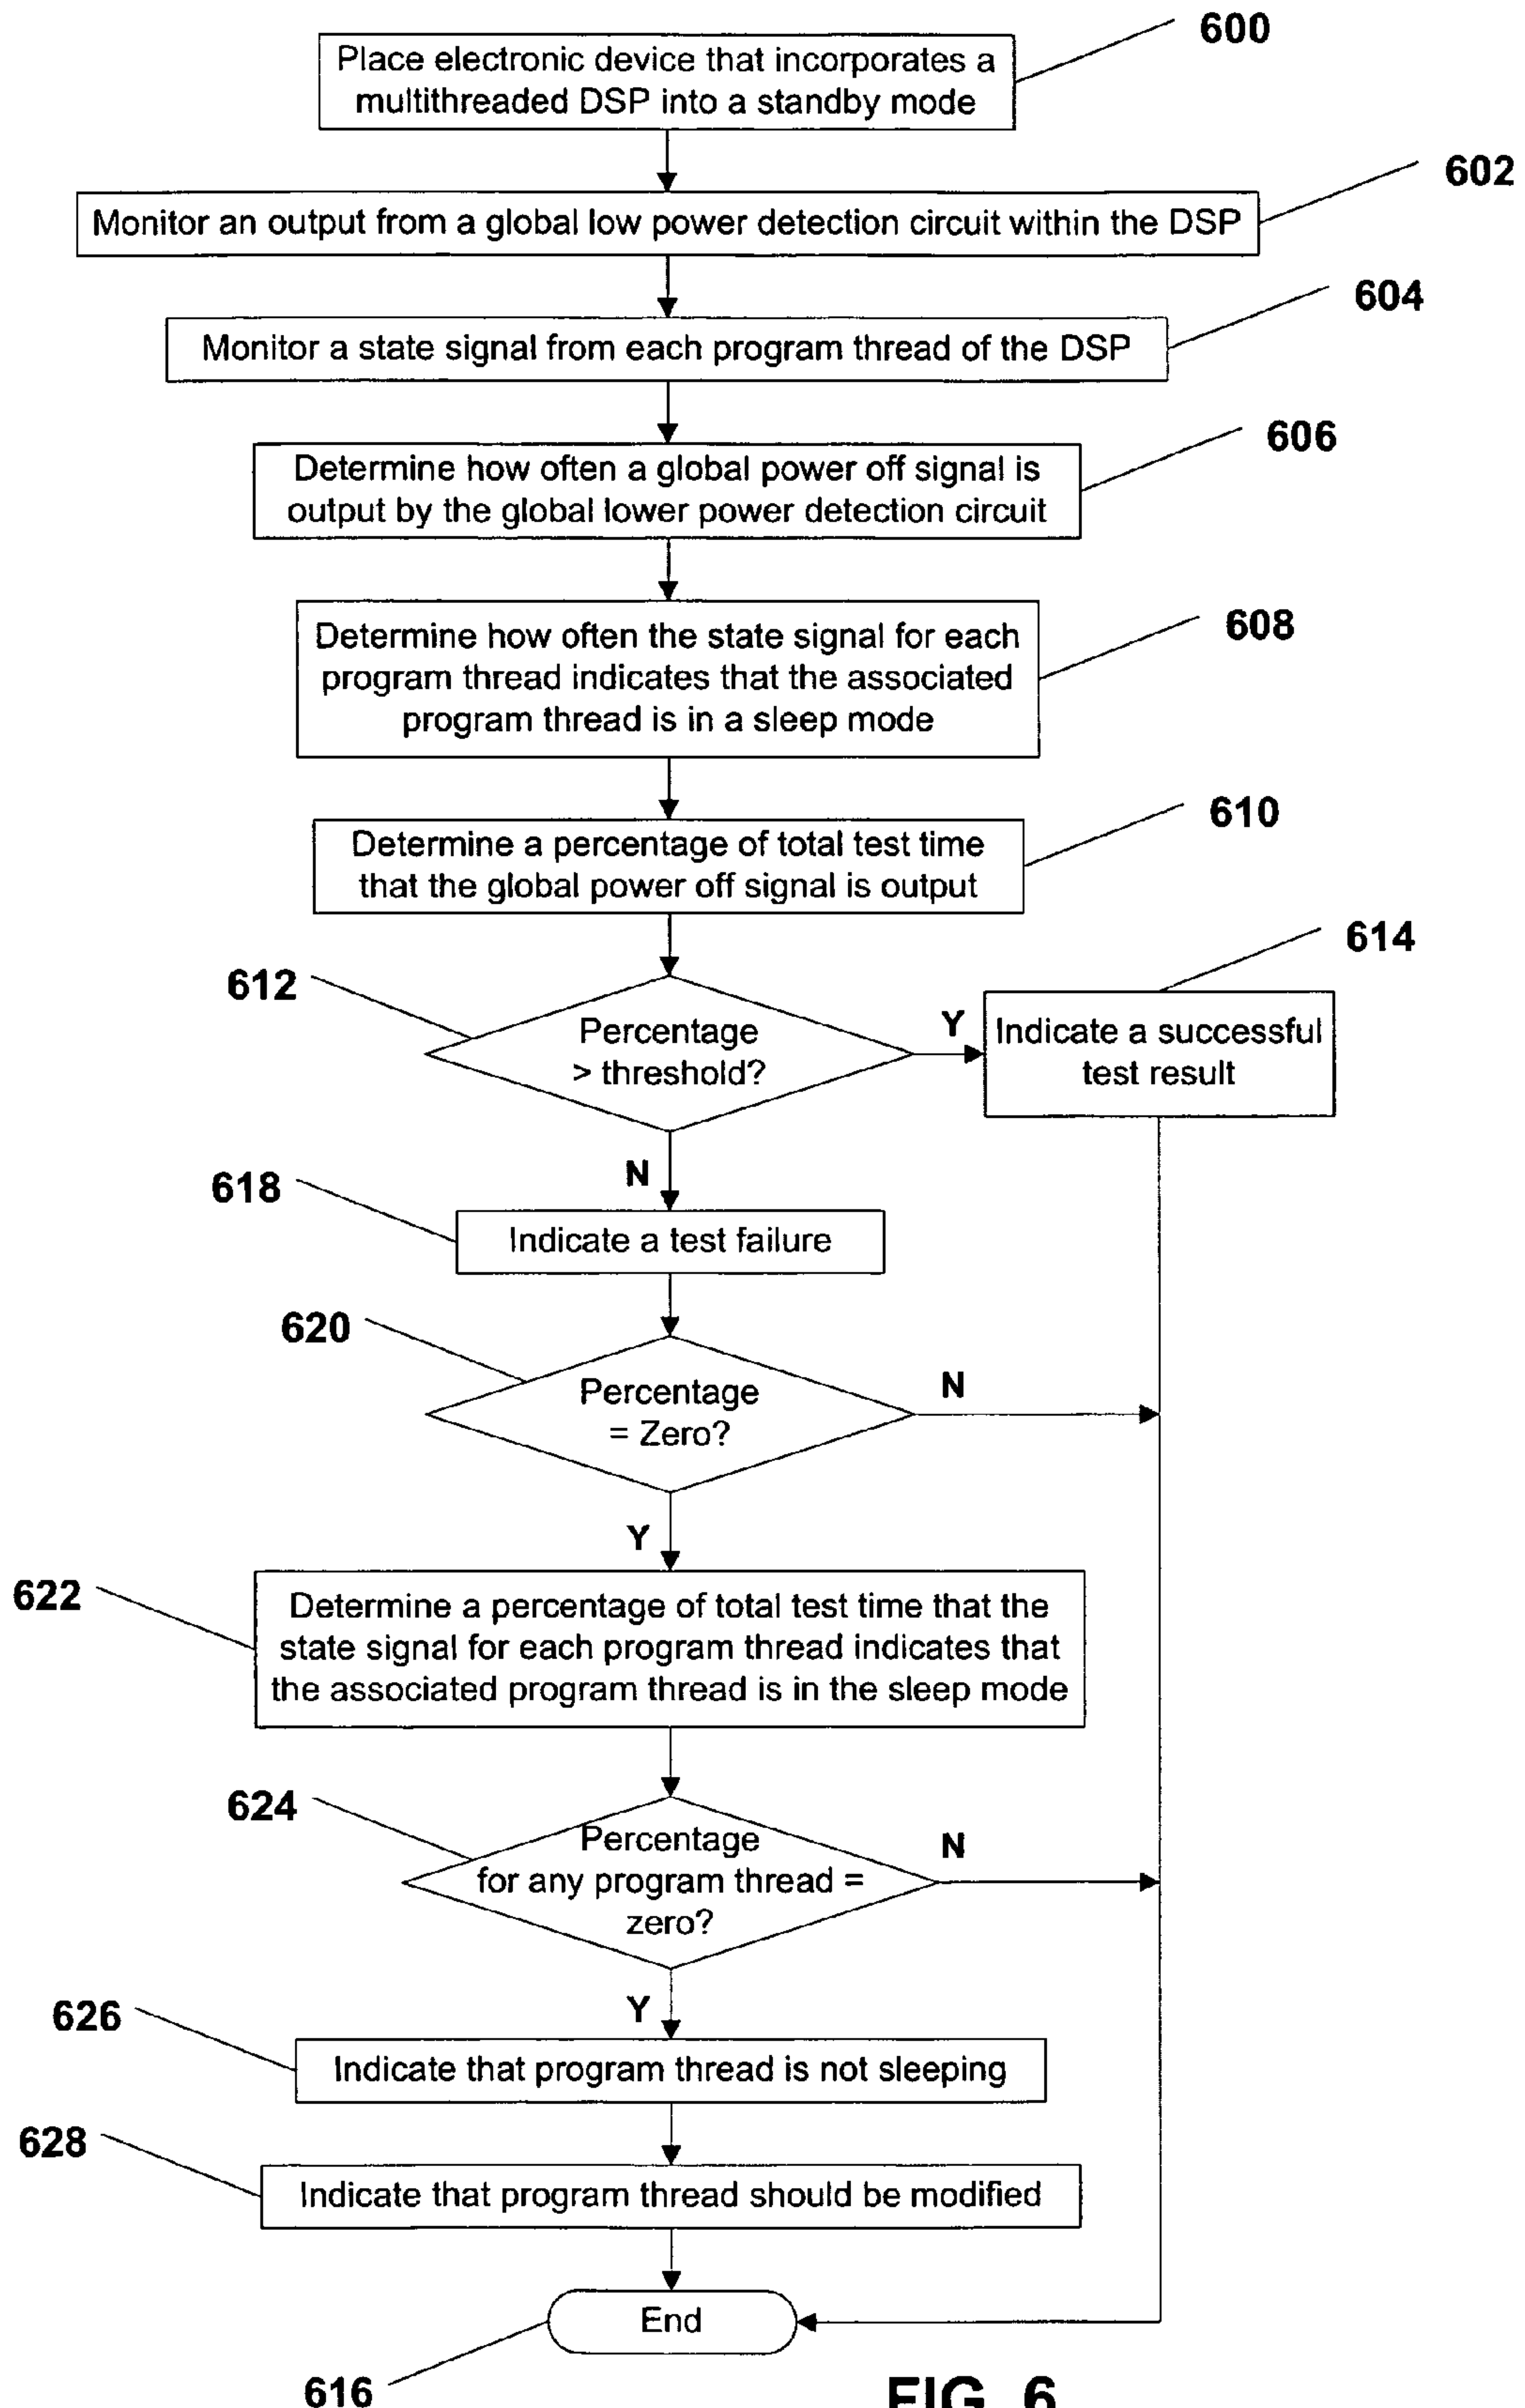 600
Place electronic device that incorporates a
multithreaded DSP into a standby mode
602
Monitor an output from a global low power detection circuit within the DSP
604
Monitor a state signal from each program thread of the DSP
606
Determine how often a global power off signal is
output by the global lower power detection circuit
608
Determine how often the state signal for each
program thread indicates that the associated
program thread is in a sleep mode
610
Determine a percentage of total test time
that the global power off signal is output
612
Percentage
> threshold?
Y
614
Indicate a successful
test result
N
618
Indicate a test failure
620
Percentage
= Zero?
N
Y
622
Determine a percentage of total test time that the
state signal for each program thread indicates that
the associated program thread is in the sleep mode
624
Percentage
for any program thread =
zero?
N
Y
626
Indicate that program thread is not sleeping
628
Indicate that program thread should be modified
End
616
FIG. 6